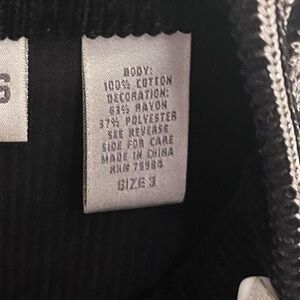 S
BODY:
100% COTTON
DECORATION:
63% RAYON
37% POLYESTER
SEE REVERSE
SIDE FOR CARE
MADE IN CHINA
RN# 79984
SIZE 3